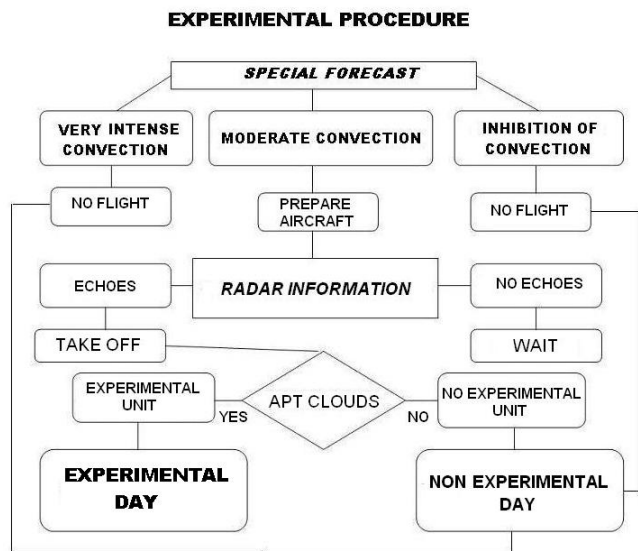 EXPERIMENTAL PROCEDURE
SPECIAL FORECAST
VERY INTENSE
CONVECTION
MODERATE CONVECTION
INHIBITION OF
CONVECTION
NO FLIGHT
PREPARE
AIRCRAFT
NO FLIGHT
ECHOES
RADAR INFORMATION
NO ECHOES
TAKE OFF
WAIT
EXPERIMENTAL
UNIT
YES
APT CLOUDS
NO
NO EXPERIMENTAL
UNIT
EXPERIMENTAL
DAY
NON EXPERIMENTAL
DAY